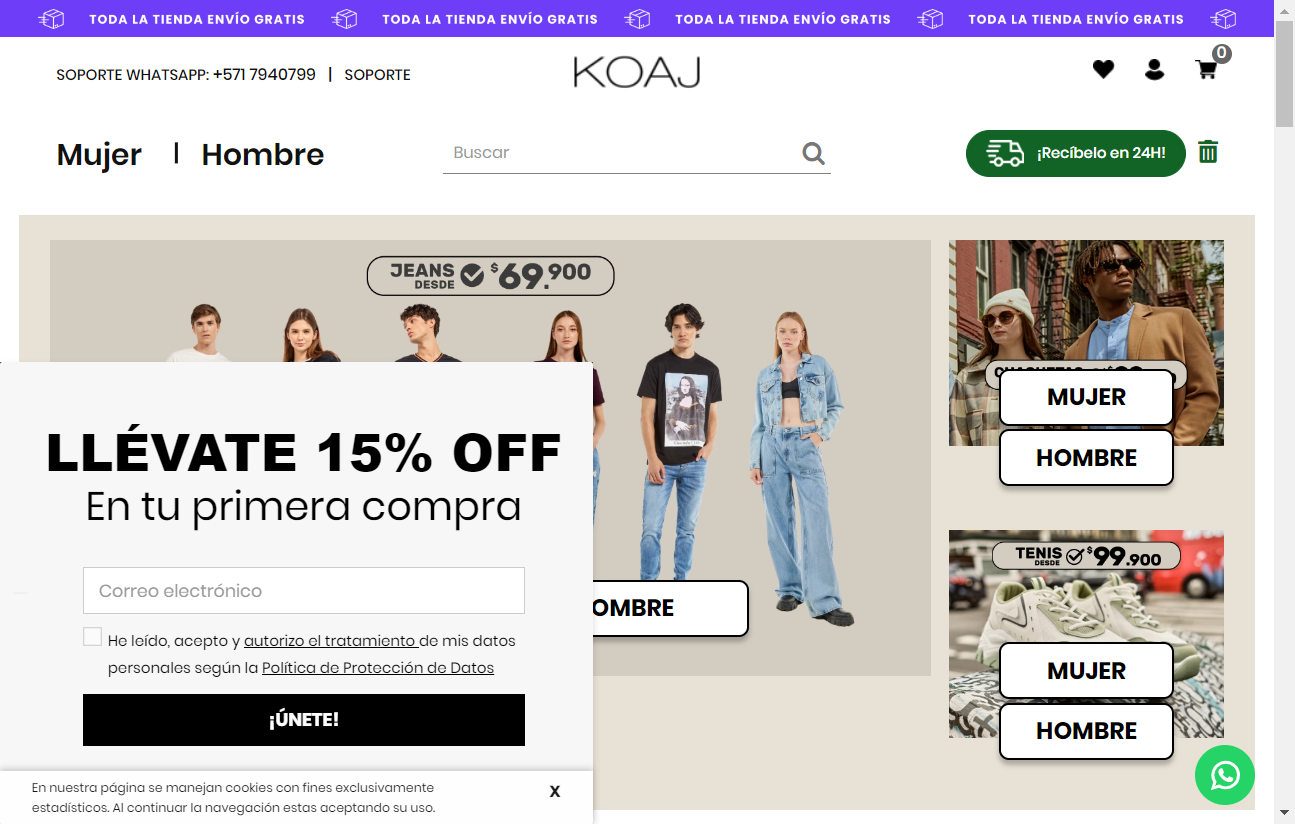 TODA LA TIENDA ENVÍO GRATIS TODA LA TIENDA ENVÍO GRATIS TODA LA TIENDA ENVÍO GRATIS TODA LA TIENDA ENVÍO GRATIS
SOPORTE WHATSAPP: +571 7940799 | SOPORTE
KOAJ
0
Mujer | Hombre
Buscar
¡Recíbelo en 24H!
JEANS
DESDE
$69.900
MUJER
HOMBRE
TENIS
DESDE
$99.900
MUJER
HOMBRE
LLÉVATE 15% OFF
En tu primera compra
Correo electrónico
He leído, acepto y autorizo el tratamiento de mis datos
personales según la Política de Protección de Datos
¡ÚNETE!
En nuestra página se manejan cookies con fines exclusivamente
estadísticos. Al continuar la navegación estas aceptando su uso.
X